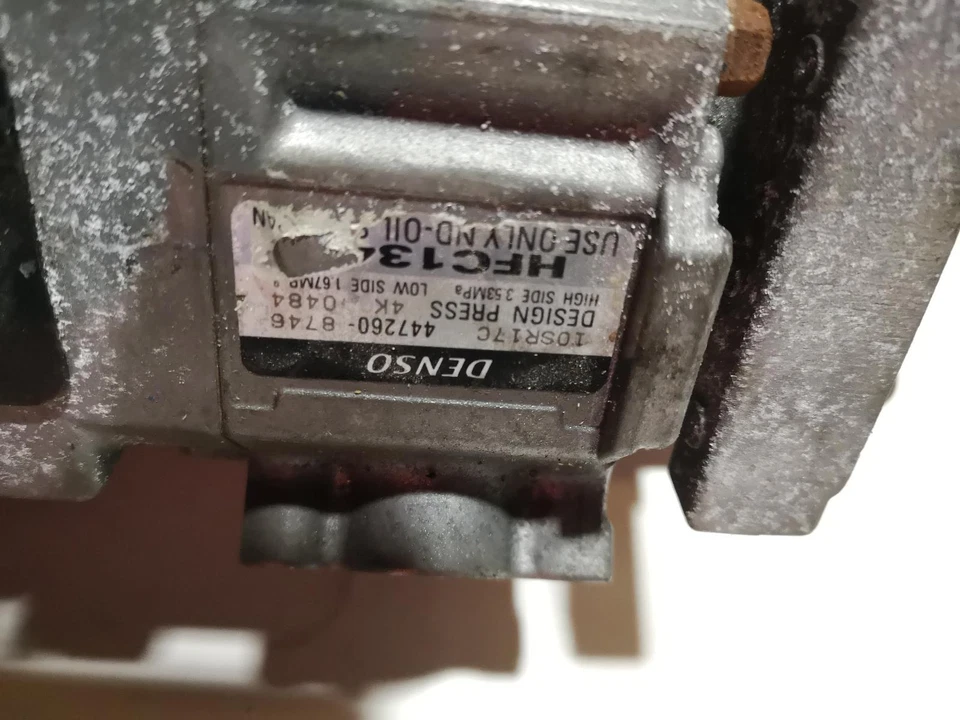 DENSO
10SR17C
447260-8746
DESIGN PRESS 4K 0484
HIGH SIDE 3.53MPa LOW SIDE 1.67MP
HFC134
USE ONLY ND-OIL